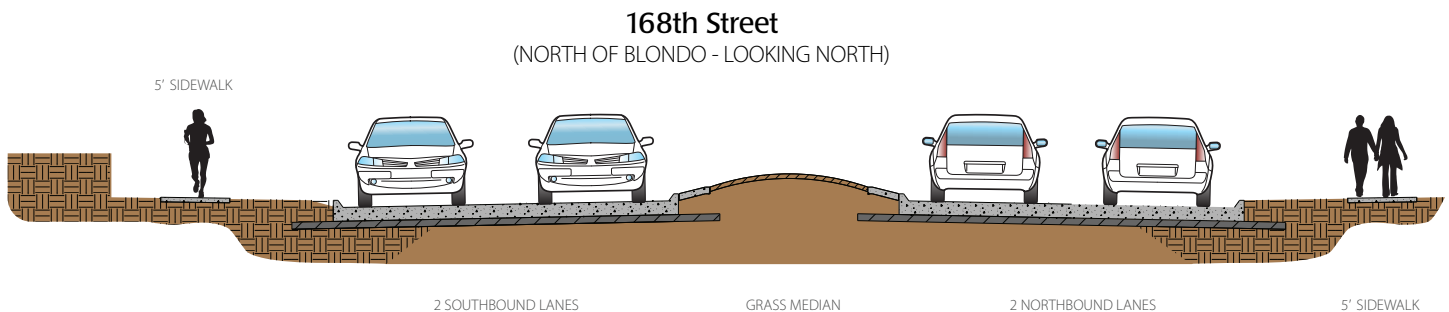 168th Street
(NORTH OF BLONDO - LOOKING NORTH)
5' SIDEWALK
2 SOUTHBOUND LANES
GRASS MEDIAN
2 NORTHBOUND LANES
5' SIDEWALK